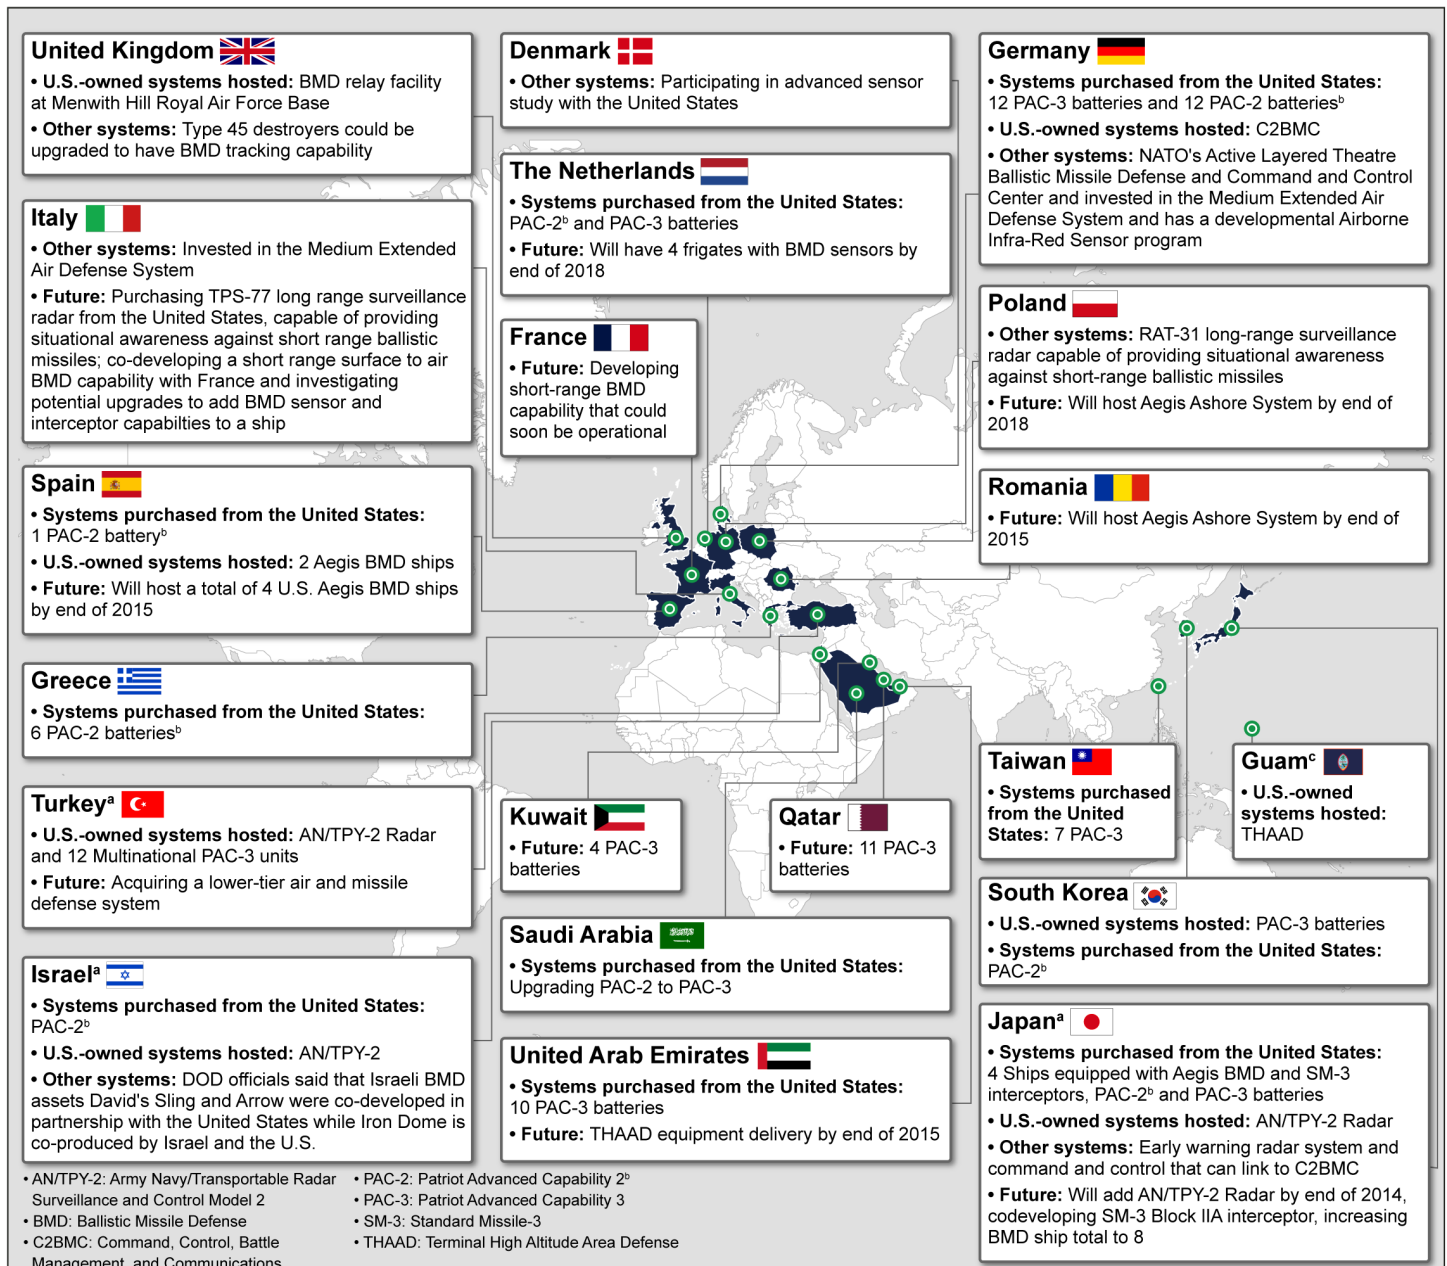 United Kingdom
• U.S.-owned systems hosted: BMD relay facility
at Menwith Hill Royal Air Force Base
• Other systems: Type 45 destroyers could be
upgraded to have BMD tracking capability
Italy
• Other systems: Invested in the Medium Extended
Air Defense System
• Future: Purchasing TPS-77 long range surveillance
radar from the United States, capable of providing
situational awareness against short range ballistic
missiles; co-developing a short range surface to air
BMD capability with France and investigating
potential upgrades to add BMD sensor and
interceptor capabilties to a ship
Spain
• Systems purchased from the United States:
1 PAC-2 batteryᵇ
• U.S.-owned systems hosted: 2 Aegis BMD ships
• Future: Will host a total of 4 U.S. Aegis BMD ships
by end of 2015
Greece
• Systems purchased from the United States:
6 PAC-2 batteriesᵇ
Turkeyᵃ
• U.S.-owned systems hosted: AN/TPY-2 Radar
and 12 Multinational PAC-3 units
• Future: Acquiring a lower-tier air and missile
defense system
Israelᵃ
• Systems purchased from the United States:
PAC-2ᵇ
• U.S.-owned systems hosted: AN/TPY-2
• Other systems: DOD officials said that Israeli BMD
assets David's Sling and Arrow were co-developed in
partnership with the United States while Iron Dome is
co-produced by Israel and the U.S.
Denmark
• Other systems: Participating in advanced sensor
study with the United States
The Netherlands
• Systems purchased from the United States:
PAC-2ᵇ and PAC-3 batteries
• Future: Will have 4 frigates with BMD sensors by
end of 2018
France
• Future: Developing
short-range BMD
capability that could
soon be operational
Kuwait
• Future: 4 PAC-3
batteries
Qatar
• Future: 11 PAC-3
batteries
Saudi Arabia
• Systems purchased from the United States:
Upgrading PAC-2 to PAC-3
United Arab Emirates
• Systems purchased from the United States:
10 PAC-3 batteries
• Future: THAAD equipment delivery by end of 2015
Germany
• Systems purchased from the United States:
12 PAC-3 batteries and 12 PAC-2 batteriesᵇ
• U.S.-owned systems hosted: C2BMC
• Other systems: NATO's Active Layered Theatre
Ballistic Missile Defense and Command and Control
Center and invested in the Medium Extended Air
Defense System and has a developmental Airborne
Infra-Red Sensor program
Poland
• Other systems: RAT-31 long-range surveillance
radar capable of providing situational awareness
against short-range ballistic missiles
• Future: Will host Aegis Ashore System by end of
2018
Romania
• Future: Will host Aegis Ashore System by end of
2015
Taiwan
• Systems purchased
from the United
States: 7 PAC-3
Guamᶜ
• U.S.-owned
systems hosted:
THAAD
South Korea
• U.S.-owned systems hosted: PAC-3 batteries
• Systems purchased from the United States:
PAC-2ᵇ
Japanᵃ
• Systems purchased from the United States:
4 Ships equipped with Aegis BMD and SM-3
interceptors, PAC-2ᵇ and PAC-3 batteries
• U.S.-owned systems hosted: AN/TPY-2 Radar
• Other systems: Early warning radar system and
command and control that can link to C2BMC
• Future: Will add AN/TPY-2 Radar by end of 2014,
codeveloping SM-3 Block IIA interceptor, increasing
BMD ship total to 8
• AN/TPY-2: Army Navy/Transportable Radar
Surveillance and Control Model 2
• BMD: Ballistic Missile Defense
• C2BMC: Command, Control, Battle
Management, and Communications
• PAC-2: Patriot Advanced Capability 2ᵇ
• PAC-3: Patriot Advanced Capability 3
• SM-3: Standard Missile-3
• THAAD: Terminal High Altitude Area Defense